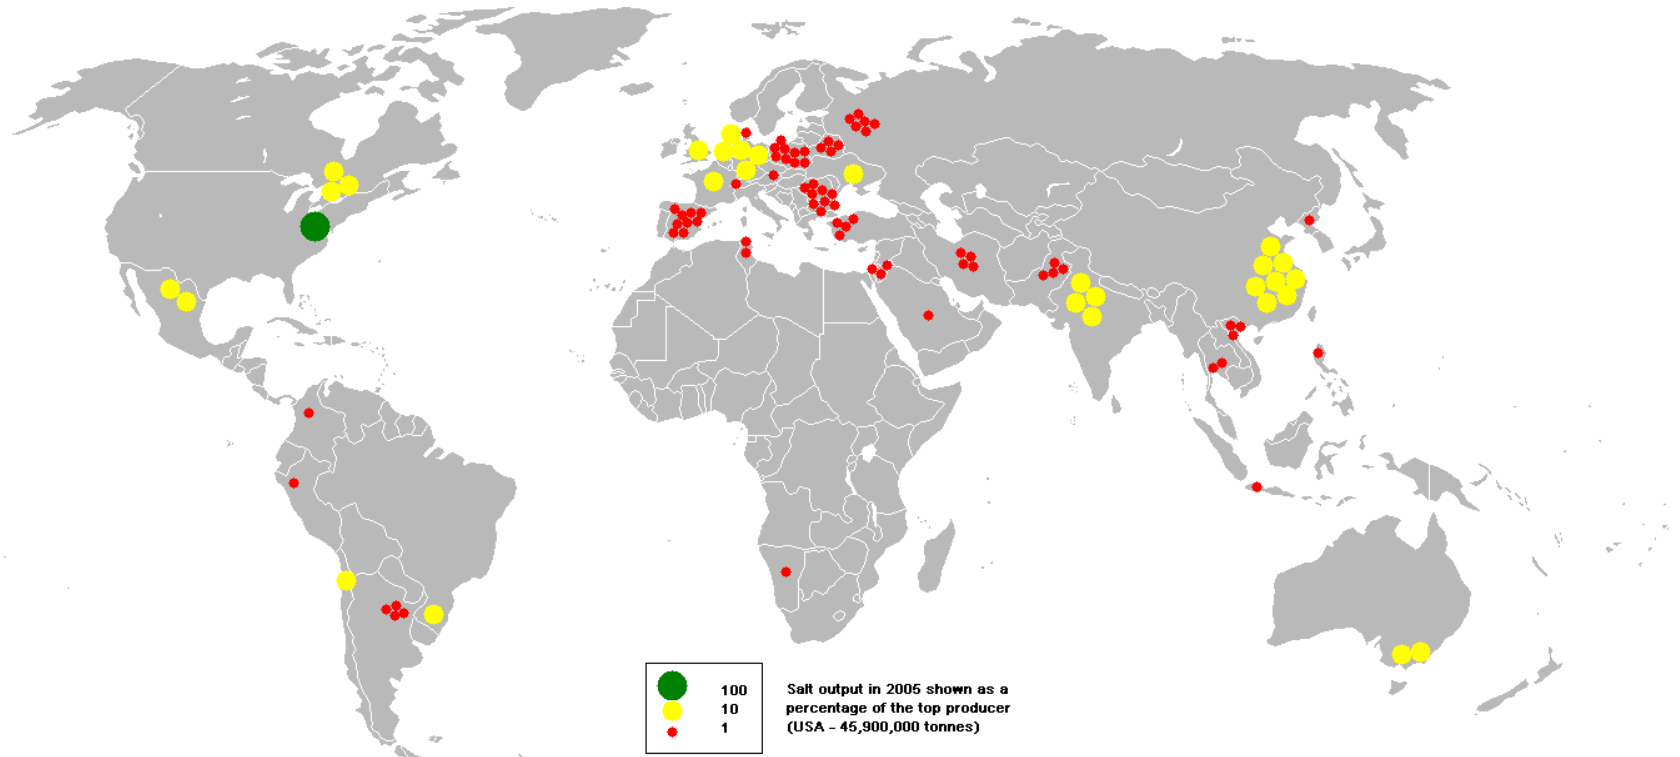 100
10
1
Salt output in 2005 shown as a
percentage of the top producer
(USA - 45,900,000 tonnes)